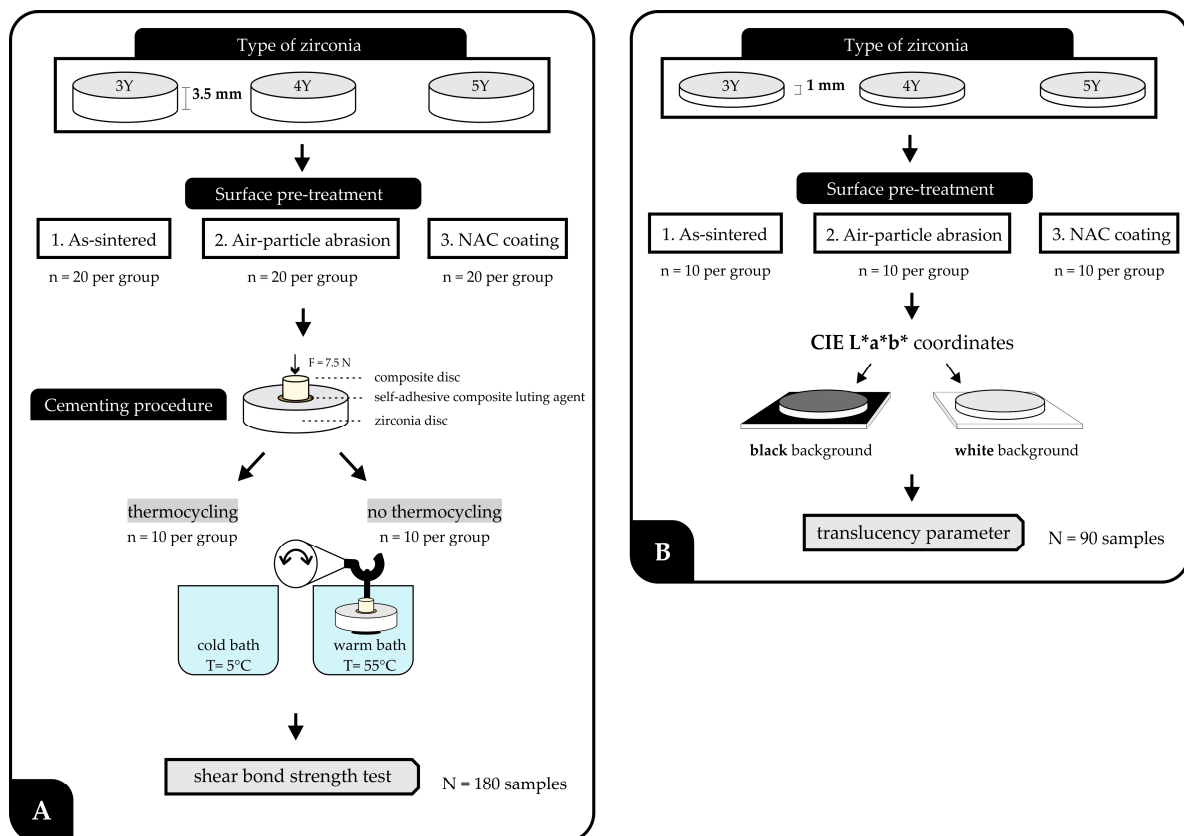 Type of zirconia
3Y
3.5 mm
4Y
5Y
Surface pre-treatment
1. As-sintered
2. Air-particle abrasion
3. NAC coating
n = 20 per group
n = 20 per group
n = 20 per group
F = 7.5 N
composite disc
self-adhesive composite luting agent
zirconia disc
Cementing procedure
thermocycling
no thermocycling
n = 10 per group
n = 10 per group
cold bath
T= 5°C
warm bath
T= 55°C
shear bond strength test
N = 180 samples
A
Type of zirconia
3Y
1 mm
4Y
5Y
Surface pre-treatment
1. As-sintered
2. Air-particle abrasion
3. NAC coating
n = 10 per group
n = 10 per group
n = 10 per group
CIE L*a*b* coordinates
black background
white background
translucency parameter
N = 90 samples
B